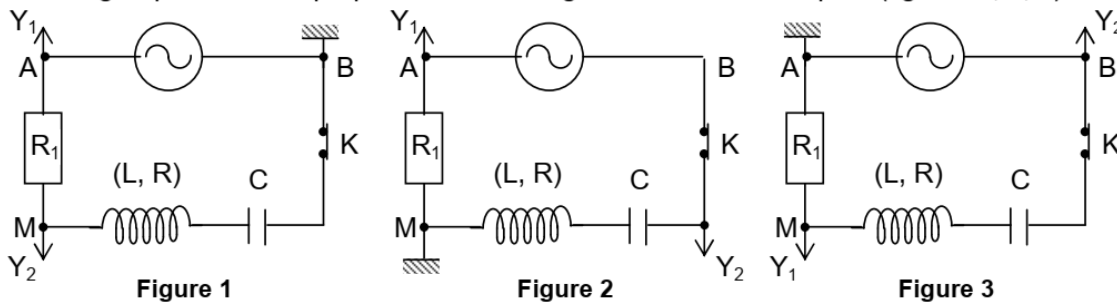 Y1 Y1 Y2
A B A B A B
R1 K R1 K R1 K
(L, R) C (L, R) C (L, R) C
M M M
Y2 Y2 Y1
Figure 1 Figure 2 Figure 3